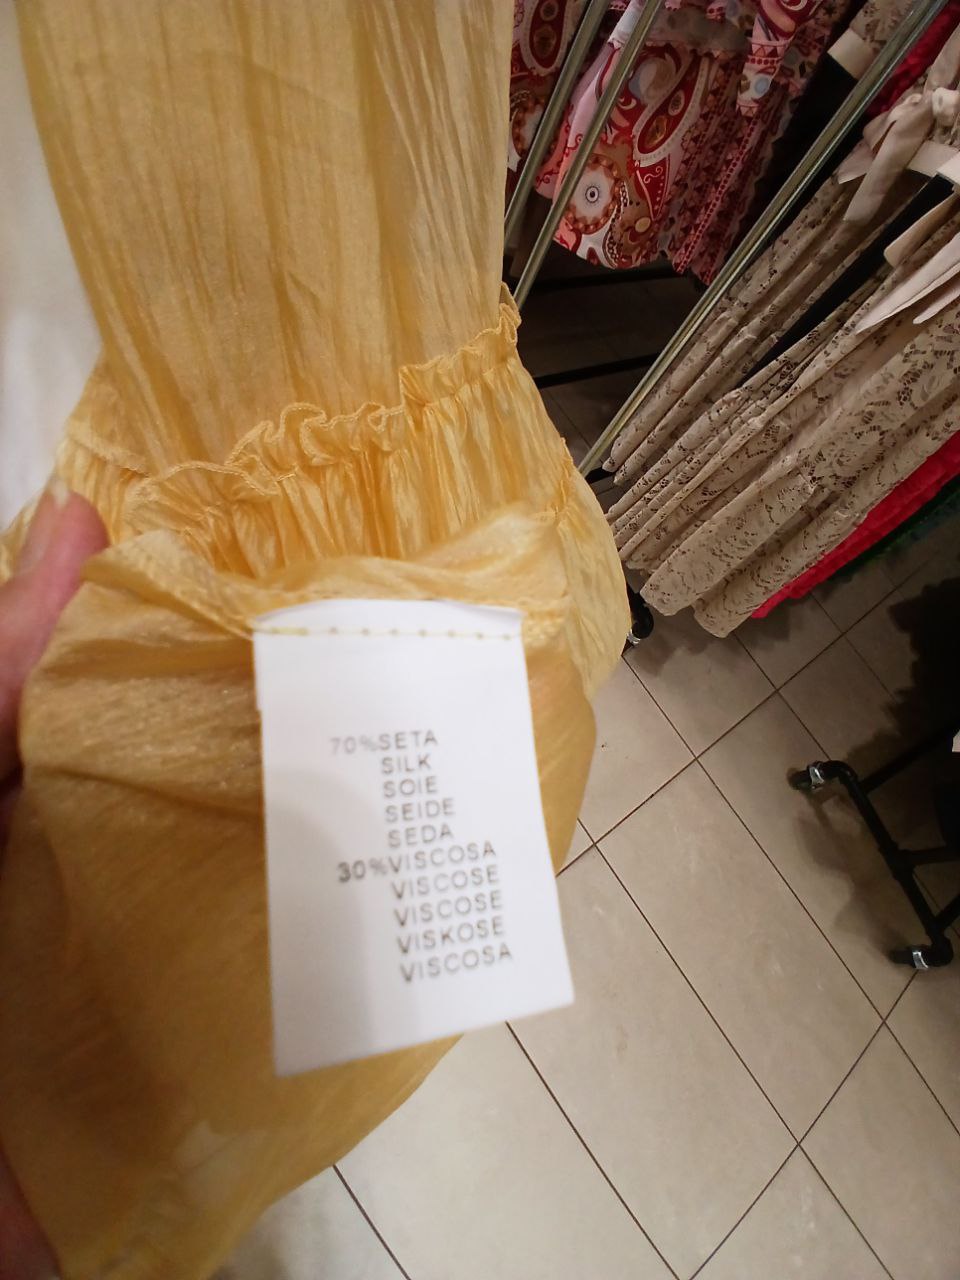 70%SETA
SILK
SOIE
SEIDE
SEDA
30%VISCOSA
VISCOSE
VISCOSE
VISKOSE
VISCOSA